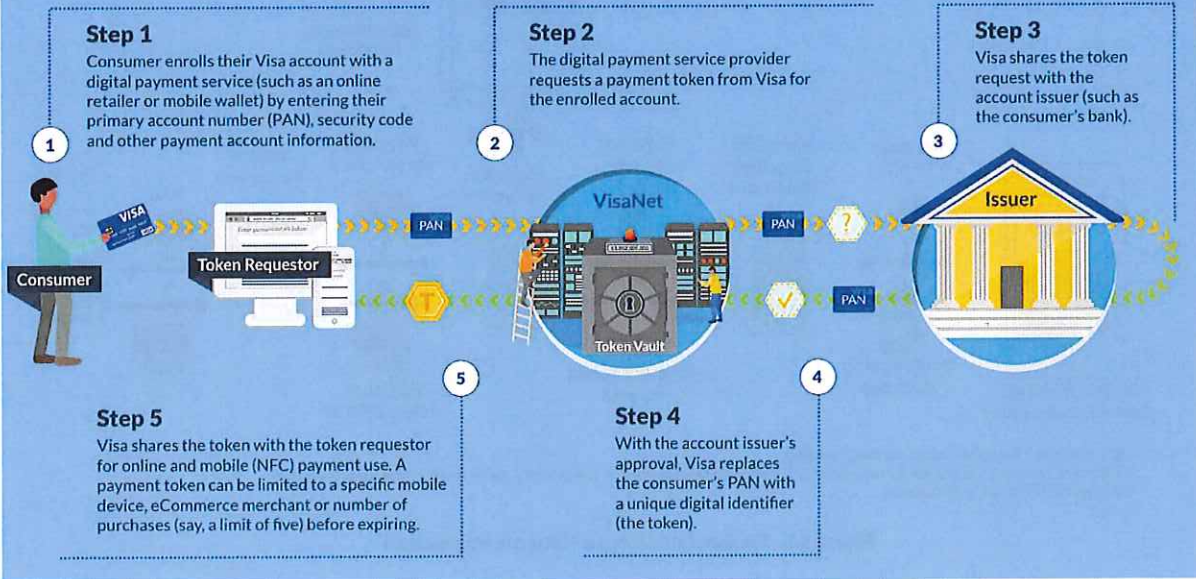 Step 1
Consumer enrolls their Visa account with a
digital payment service (such as an online
retailer or mobile wallet) by entering their
primary account number (PAN), security code
and other payment account information.
1
Step 2
The digital payment service provider
requests a payment token from Visa for
the enrolled account.
2
Step 3
Visa shares the token
request with the
account issuer (such as
the consumer's bank).
3
VISA
Consumer
Token Requestor
PAN
VisaNet
PAN
?
Issuer
T
Token Vault
✓
PAN
5
4
Step 5
Visa shares the token with the token requestor
for online and mobile (NFC) payment use. A
payment token can be limited to a specific mobile
device, eCommerce merchant or number of
purchases (say, a limit of five) before expiring.
Step 4
With the account issuer's
approval, Visa replaces
the consumer's PAN with
a unique digital identifier
(the token).